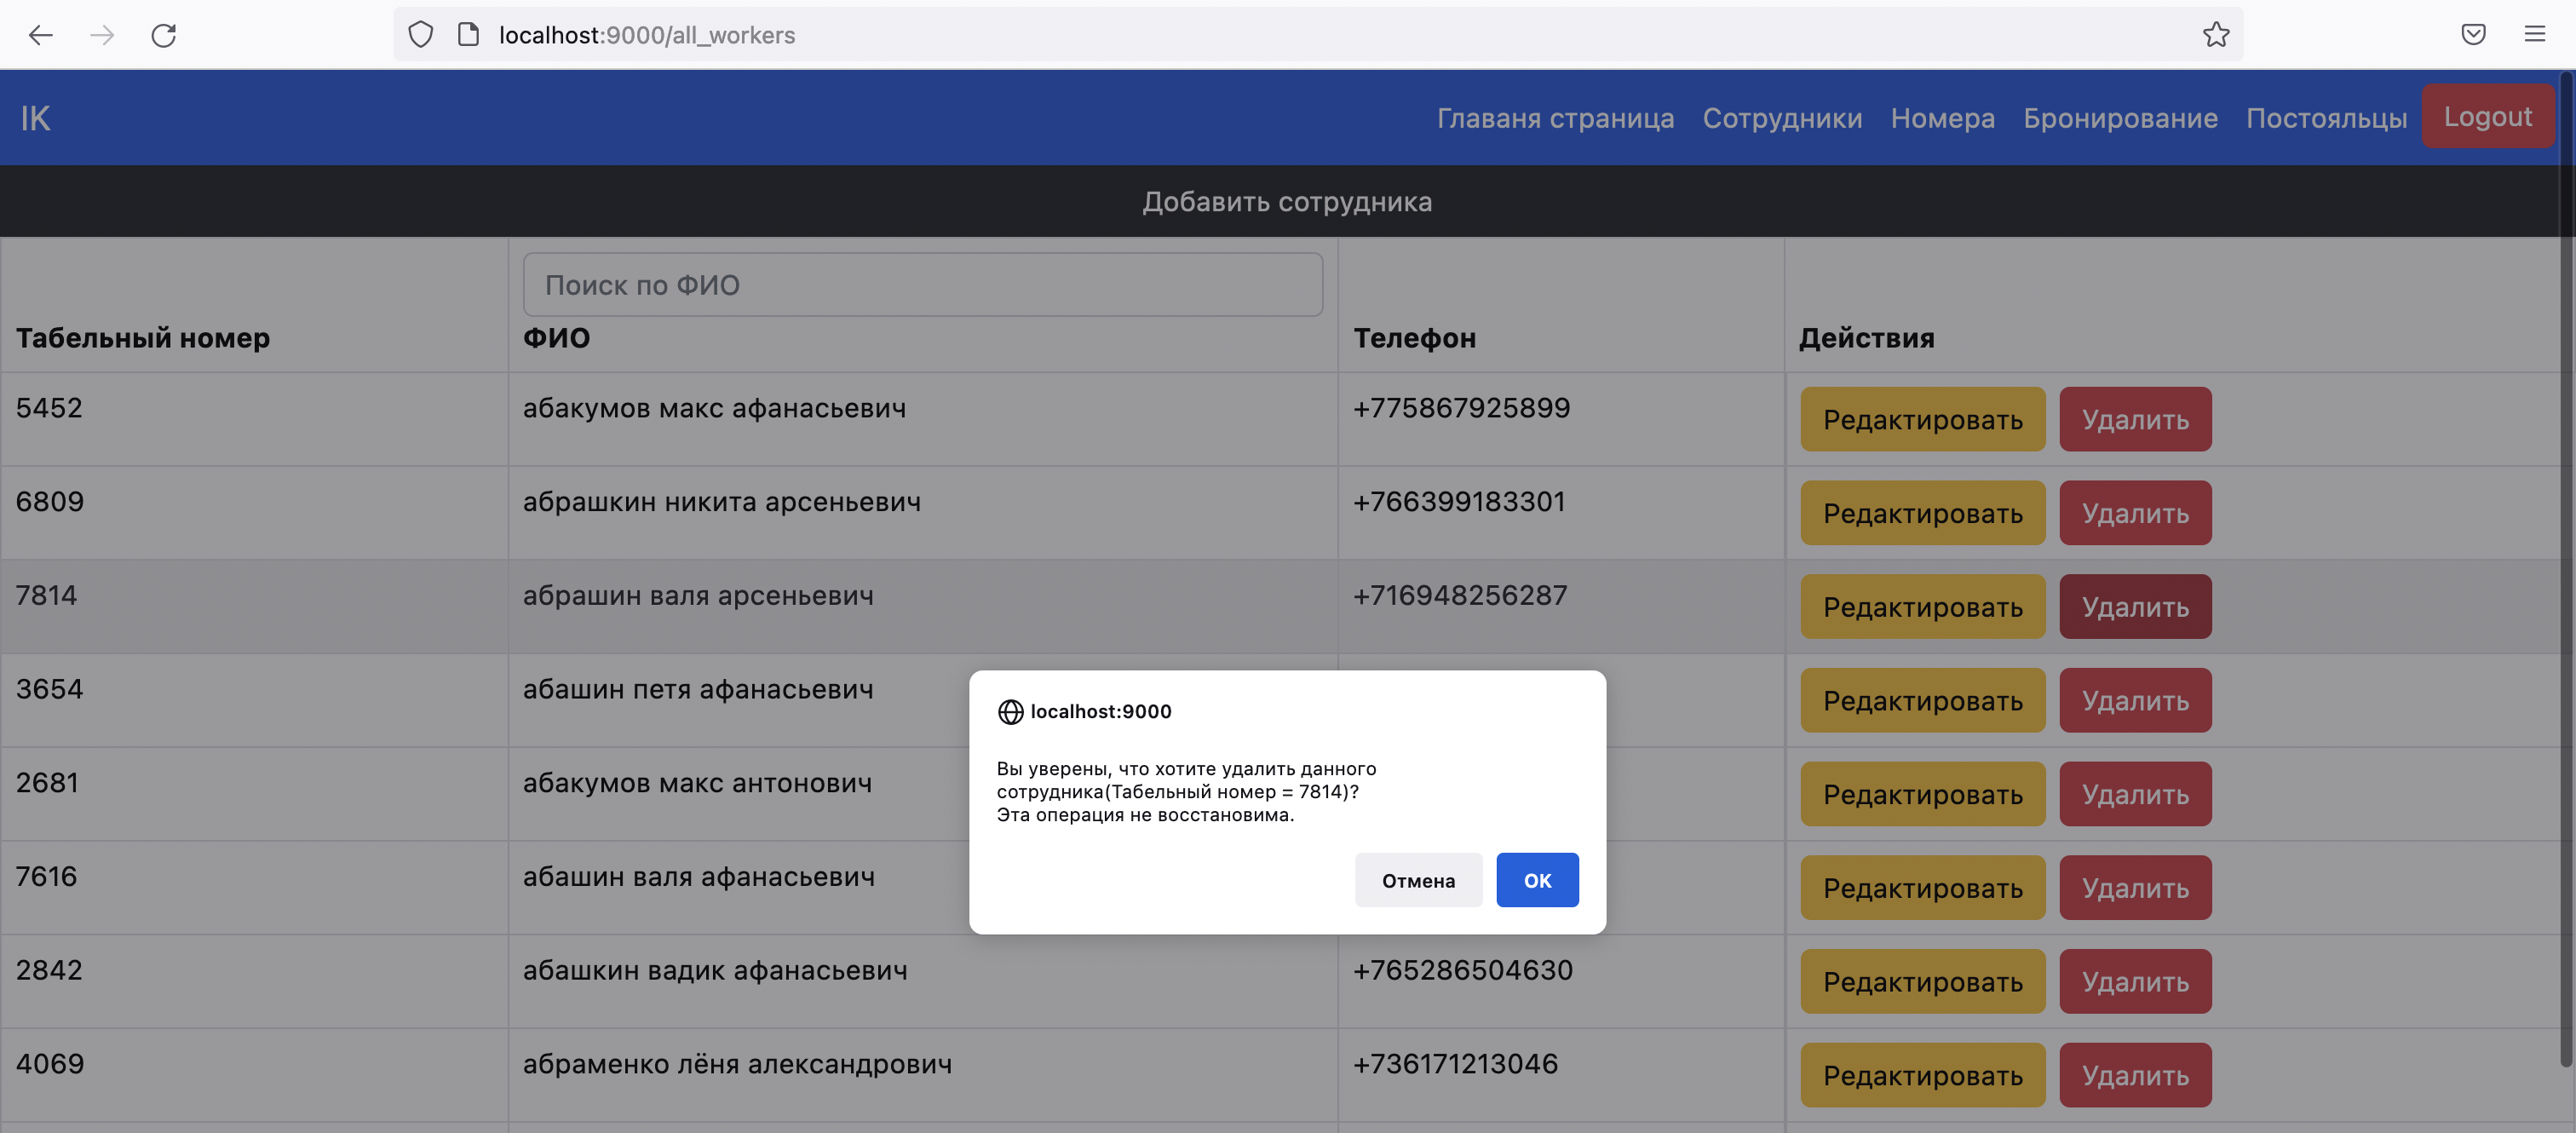 localhost:9000/all_workers
IK
Главаня страница Сотрудники Номера Бронирование Постояльцы Logout
Добавить сотрудника
Поиск по ФИО
Табельный номер ФИО Телефон Действия
5452 абакумов макс афанасьевич +775867925899 Редактировать Удалить
6809 абрашкин никита арсеньевич +766399183301 Редактировать Удалить
7814 абрашин валя арсеньевич +716948256287 Редактировать Удалить
3654 абашин петя афанасьевич Редактировать Удалить
2681 абакумов макс антонович Редактировать Удалить
7616 абашин валя афанасьевич Редактировать Удалить
2842 абашкин вадик афанасьевич +765286504630 Редактировать Удалить
4069 абраменко лёня александрович +736171213046 Редактировать Удалить
localhost:9000
Вы уверены, что хотите удалить данного
сотрудника(Табельный номер = 7814)?
Эта операция не восстановима.
Отмена OK